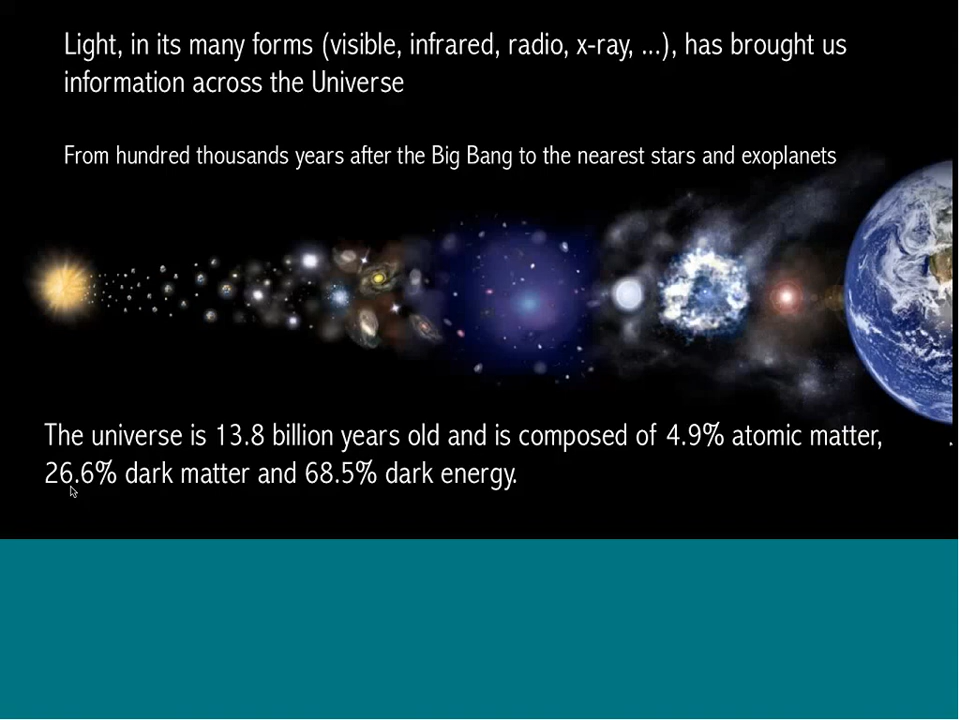 Light, in its many forms (visible, infrared, radio, x-ray, ...), has brought us
information across the Universe
From hundred thousands years after the Big Bang to the nearest stars and exoplanets
The universe is 13.8 billion years old and is composed of 4.9% atomic matter,
26.6% dark matter and 68.5% dark energy.